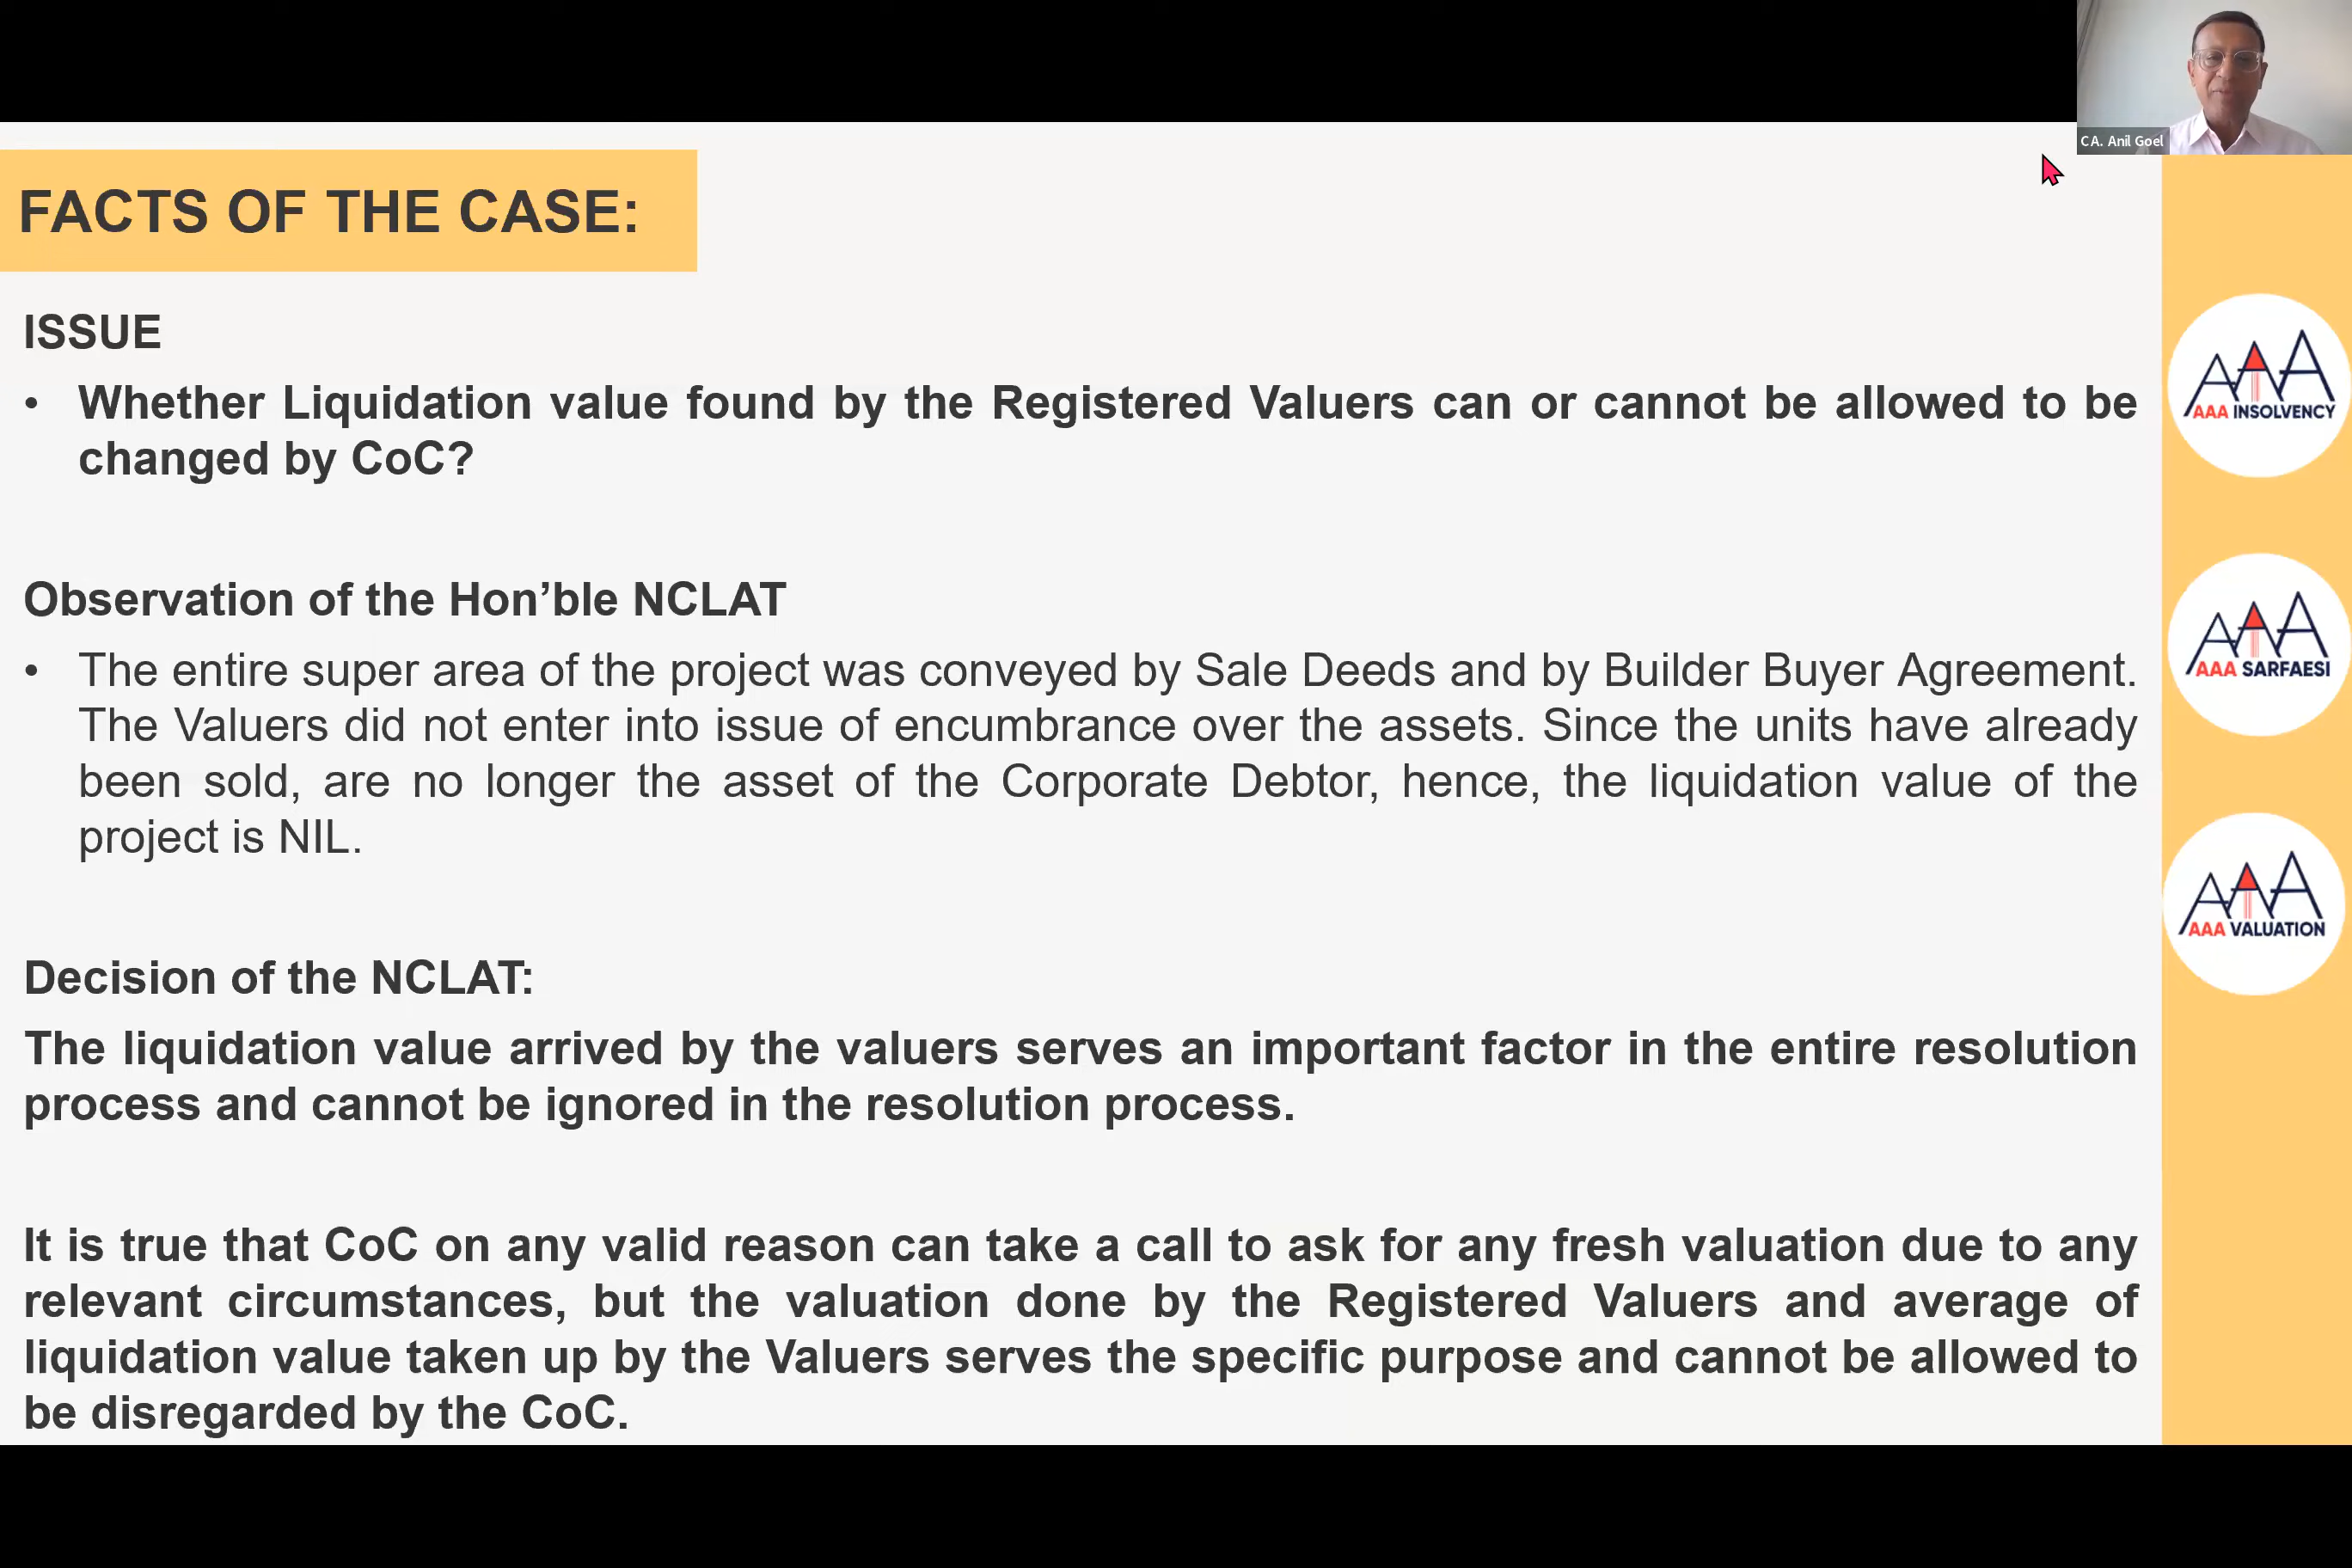 CA. Anil Goel
FACTS OF THE CASE:
ISSUE
• Whether Liquidation value found by the Registered Valuers can or cannot be allowed to be
changed by CoC?
Observation of the Hon’ble NCLAT
• The entire super area of the project was conveyed by Sale Deeds and by Builder Buyer Agreement.
The Valuers did not enter into issue of encumbrance over the assets. Since the units have already
been sold, are no longer the asset of the Corporate Debtor, hence, the liquidation value of the
project is NIL.
Decision of the NCLAT:
The liquidation value arrived by the valuers serves an important factor in the entire resolution
process and cannot be ignored in the resolution process.
It is true that CoC on any valid reason can take a call to ask for any fresh valuation due to any
relevant circumstances, but the valuation done by the Registered Valuers and average of
liquidation value taken up by the Valuers serves the specific purpose and cannot be allowed to
be disregarded by the CoC.
AAA
AAA INSOLVENCY
AAA
AAA SARFAESI
AAA
AAA VALUATION